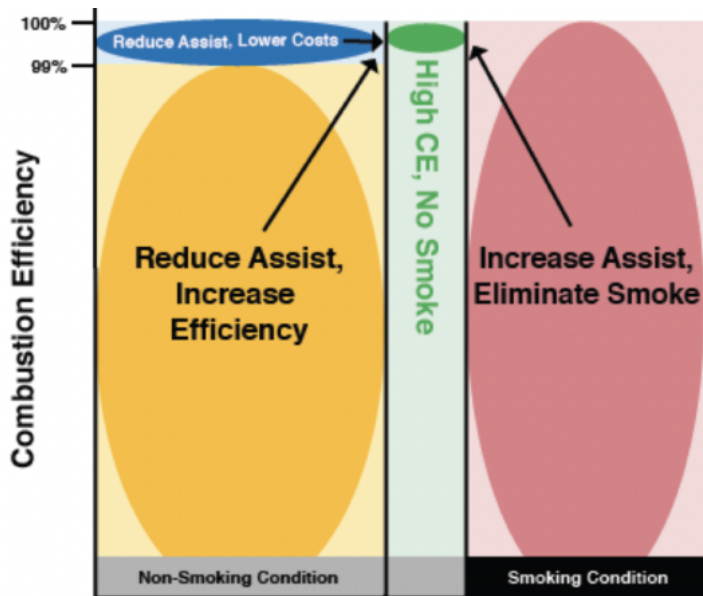 100%
99%
Combustion Efficiency
Reduce Assist, Lower Costs
Reduce Assist,
Increase
Efficiency
High CE, No Smoke
Increase Assist,
Eliminate Smoke
Non-Smoking Condition
Smoking Condition